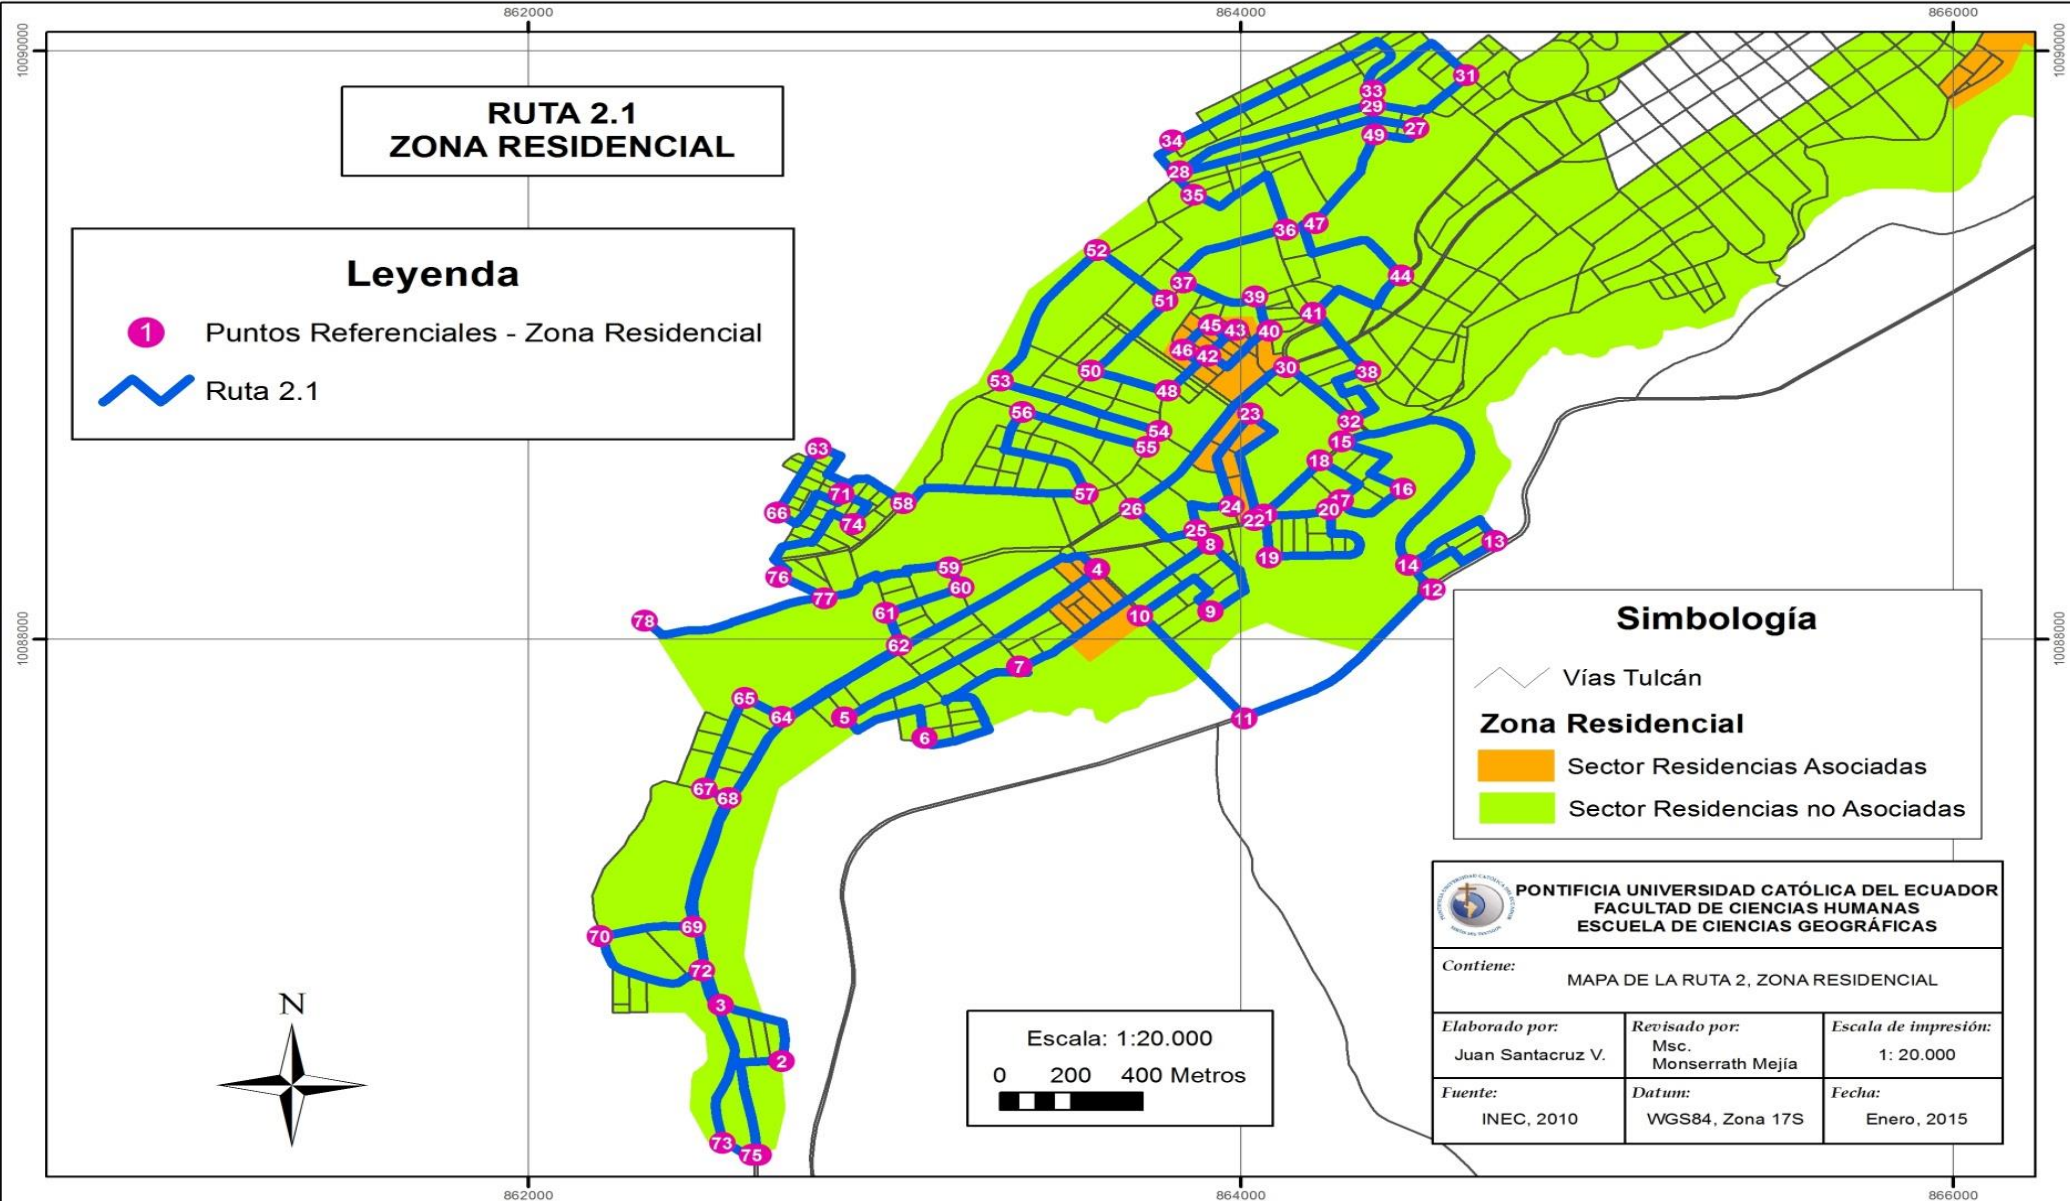 862000
864000
866000
10090000
10090000
RUTA 2.1
ZONA RESIDENCIAL
Leyenda
1 Puntos Referenciales - Zona Residencial
Ruta 2.1
31
33
29
27
49
34
28
35
36
47
52
37
44
51
39
41
45
43
40
46
42
30
38
50
48
53
56
23
32
54
15
55
63
18
57
16
71
58
17
66
26
24
20
74
22
25
8
13
19
14
4
59
76
60
12
77
61
9
10
78
62
7
65
64
5
11
6
67
68
69
70
72
3
2
73
75
10088000
10088000
Simbología
Vías Tulcán
Zona Residencial
Sector Residencias Asociadas
Sector Residencias no Asociadas
PONTIFICIA UNIVERSIDAD CATÓLICA DEL ECUADOR
FACULTAD DE CIENCIAS HUMANAS
ESCUELA DE CIENCIAS GEOGRÁFICAS
Contiene:
MAPA DE LA RUTA 2, ZONA RESIDENCIAL
Elaborado por:
Juan Santacruz V.
Revisado por:
Msc.
Monserrath Mejía
Escala de impresión:
1: 20.000
Fuente:
INEC, 2010
Datum:
WGS84, Zona 17S
Fecha:
Enero, 2015
N
Escala: 1:20.000
0 200 400 Metros
862000
864000
866000